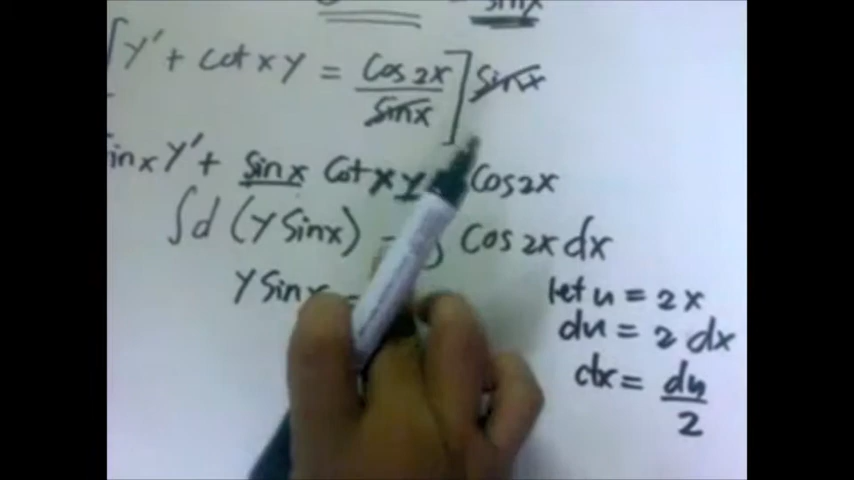 sinx
∫ y' + cot x y = cos 2x / sinx ] sinx
inx y' + sinx cot x y cos 2x
∫d (y sinx) = ∫ cos 2x dx
y sinx =
let u = 2x
du = 2 dx
dx = du / 2